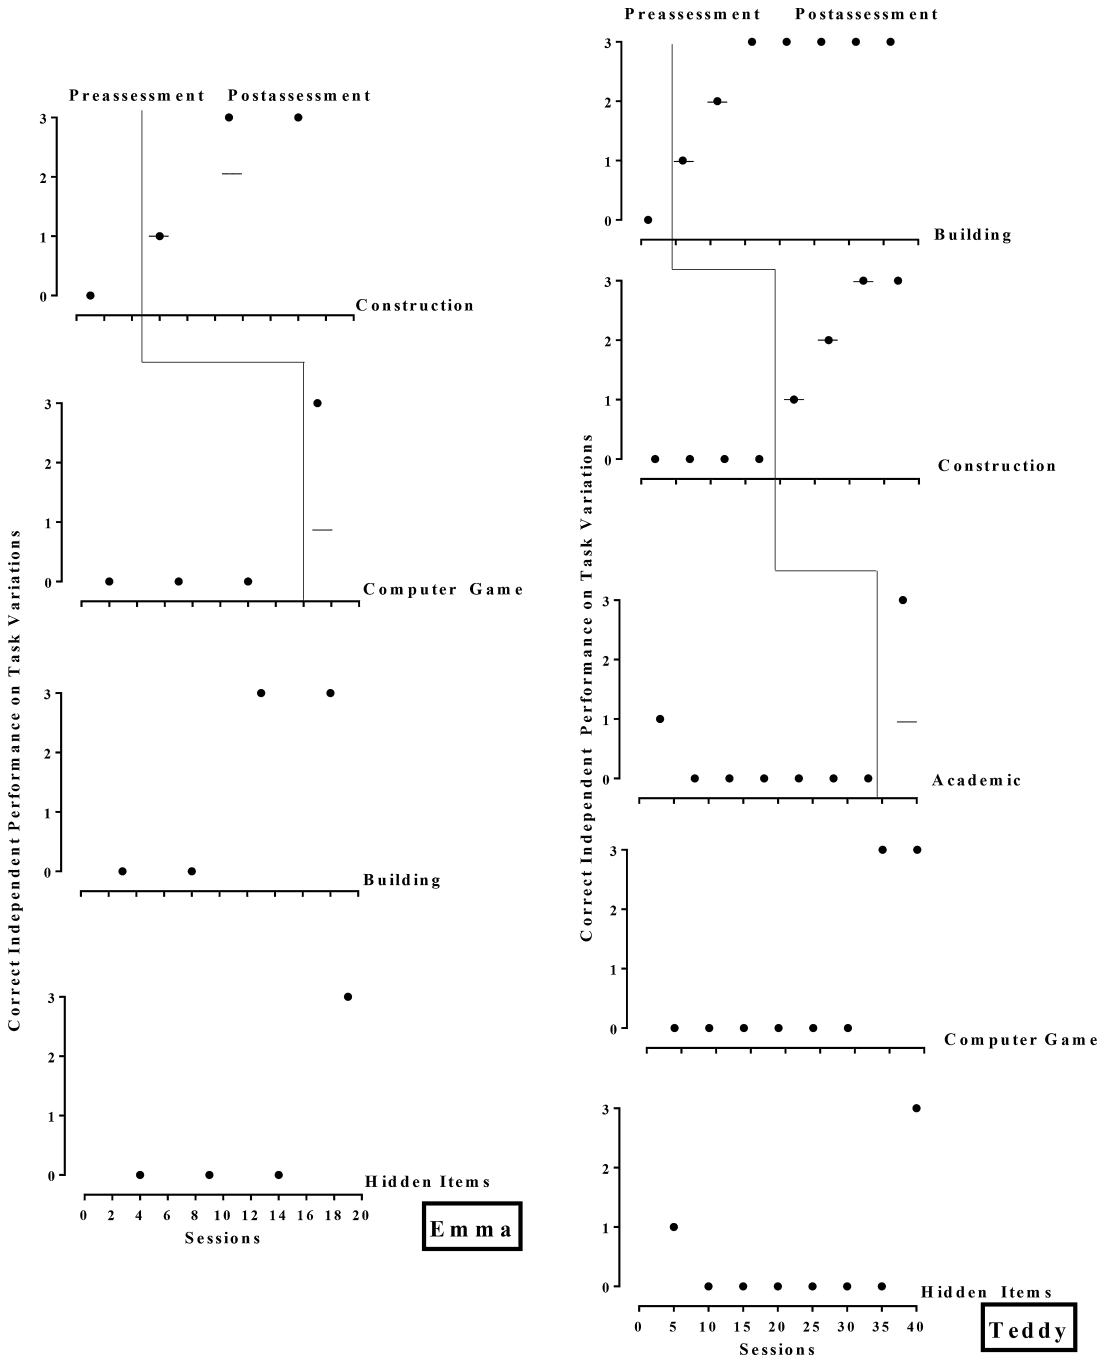 Preassessment Postassessment
3
2
1
0
Construction
3
2
1
0
Computer Game
3
2
1
0
Building
3
2
1
0
Hidden Items
0 2 4 6 8 10 12 14 16 18 20
Sessions
Correct Independent Performance on Task Variations
Emma
Preassessment Postassessment
3
2
1
0
Building
3
2
1
0
Construction
3
2
1
0
Academic
3
2
1
0
Computer Game
3
2
1
0
Hidden Items
0 5 10 15 20 25 30 35 40
Sessions
Correct Independent Performance on Task Variations
Teddy